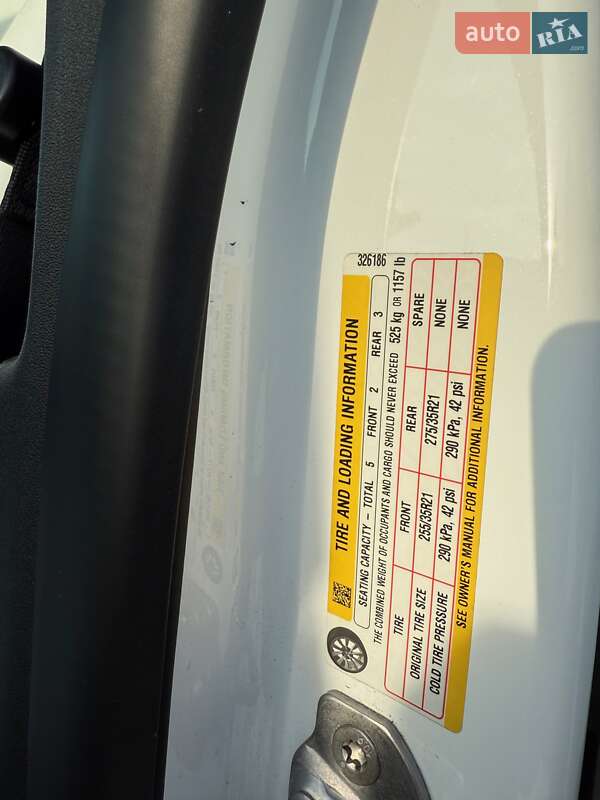 auto RIA.com
326186
TIRE AND LOADING INFORMATION
SEATING CAPACITY – TOTAL 5 FRONT 2 REAR 3
THE COMBINED WEIGHT OF OCCUPANTS AND CARGO SHOULD NEVER EXCEED 525 kg OR 1157 lb
TIRE FRONT REAR SPARE
ORIGINAL TIRE SIZE 255/35R21 275/35R21 NONE
COLD TIRE PRESSURE 290 kPa, 42 psi 290 kPa, 42 psi NONE
SEE OWNER'S MANUAL FOR ADDITIONAL INFORMATION.